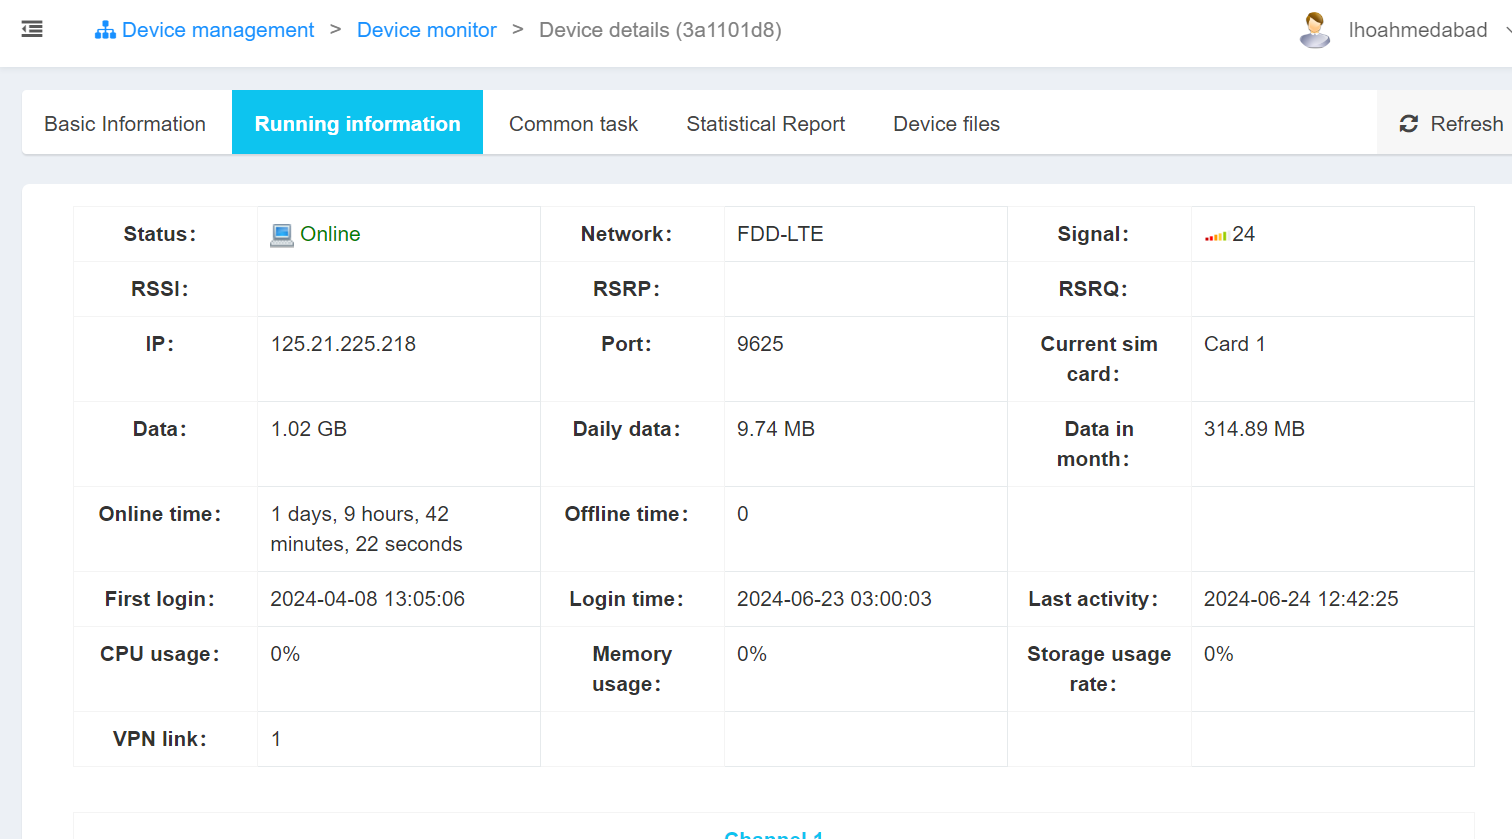 Device management > Device monitor > Device details (3a1101d8)
lhoahmedabad
Basic Information Running information Common task Statistical Report Device files Refresh
Status: Online Network: FDD-LTE Signal: 24
RSSI: RSRP: RSRQ:
IP: 125.21.225.218 Port: 9625 Current sim card: Card 1
Data: 1.02 GB Daily data: 9.74 MB Data in month: 314.89 MB
Online time: 1 days, 9 hours, 42 minutes, 22 seconds Offline time: 0
First login: 2024-04-08 13:05:06 Login time: 2024-06-23 03:00:03 Last activity: 2024-06-24 12:42:25
CPU usage: 0% Memory usage: 0% Storage usage rate: 0%
VPN link: 1
Channel 1